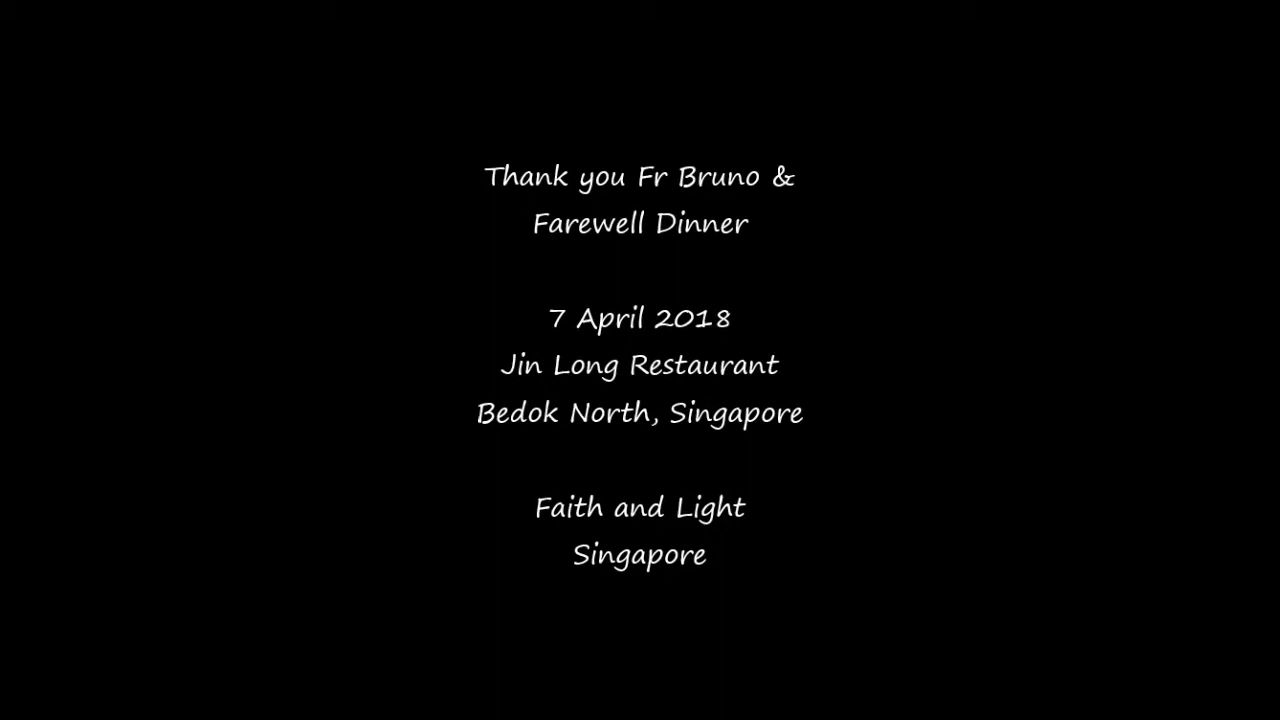 Thank you Fr Bruno &
Farewell Dinner
7 April 2018
Jin Long Restaurant
Bedok North, Singapore
Faith and Light
Singapore